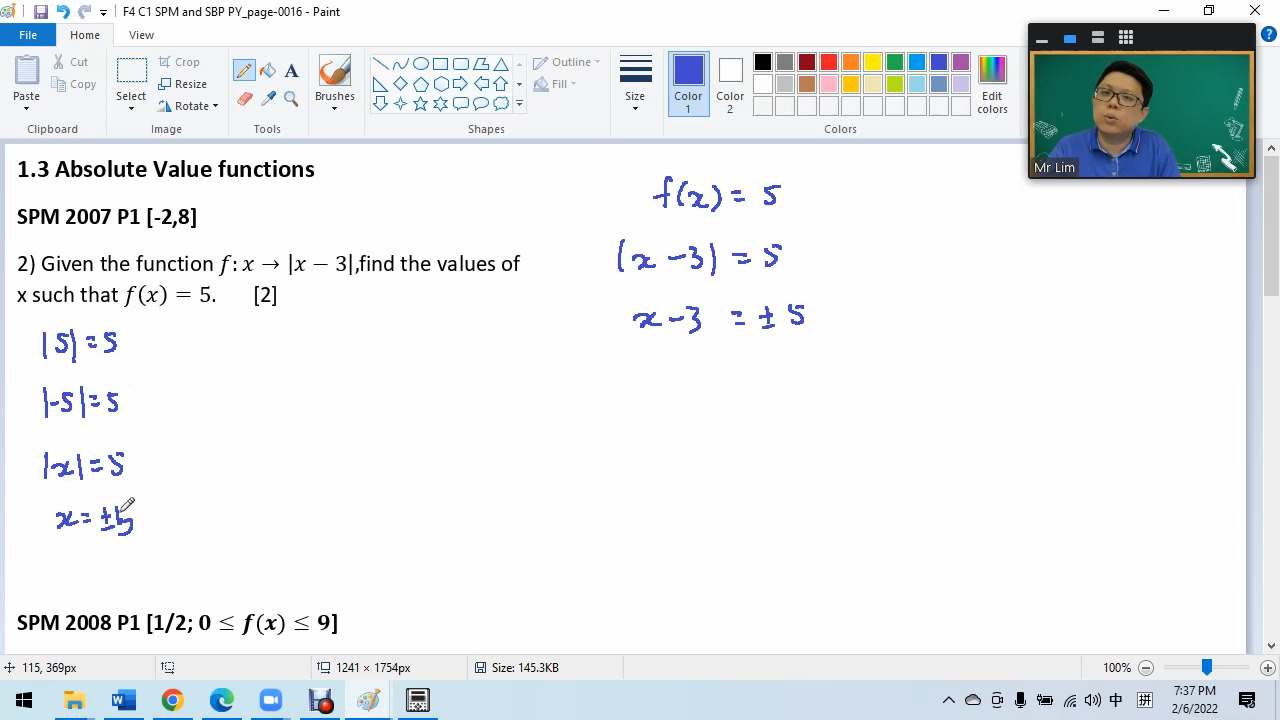 F4 C1 SPM and SBP PY_page-0016 - Paint
File Home View
Paste Cut Copy Clipboard
Select Crop Resize Rotate Image
A Tools
Brushes
Shapes Outline Fill
Size
Color 1 Color 2 Edit colors Colors
Mr Lim
1.3 Absolute Value functions
SPM 2007 P1 [-2,8]
2) Given the function f: x → |x − 3|,find the values of
x such that f(x) = 5. [2]
|5| = 5
|-5| = 5
|x| = 5
x = ±5
f(x) = 5
|x - 3| = 5
x - 3 = ± 5
SPM 2008 P1 [1/2; 0 ≤ f(x) ≤ 9]
115, 369px 1241 × 1754px Size: 145.3KB 100%
中 拼 7:37 PM
2/6/2022